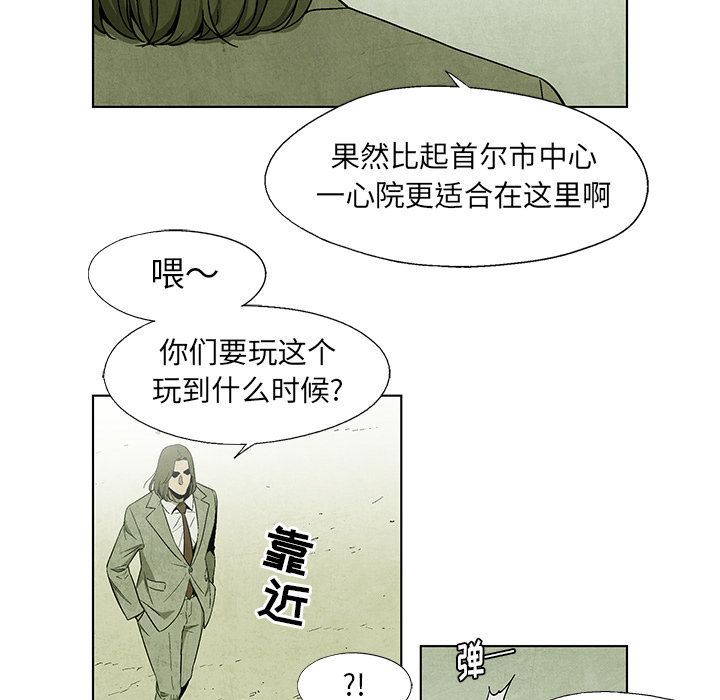 果然比起首尔市中心
一心院更适合在这里啊
喂～
你们要玩这个
玩到什么时候?
靠近
?!
弹一